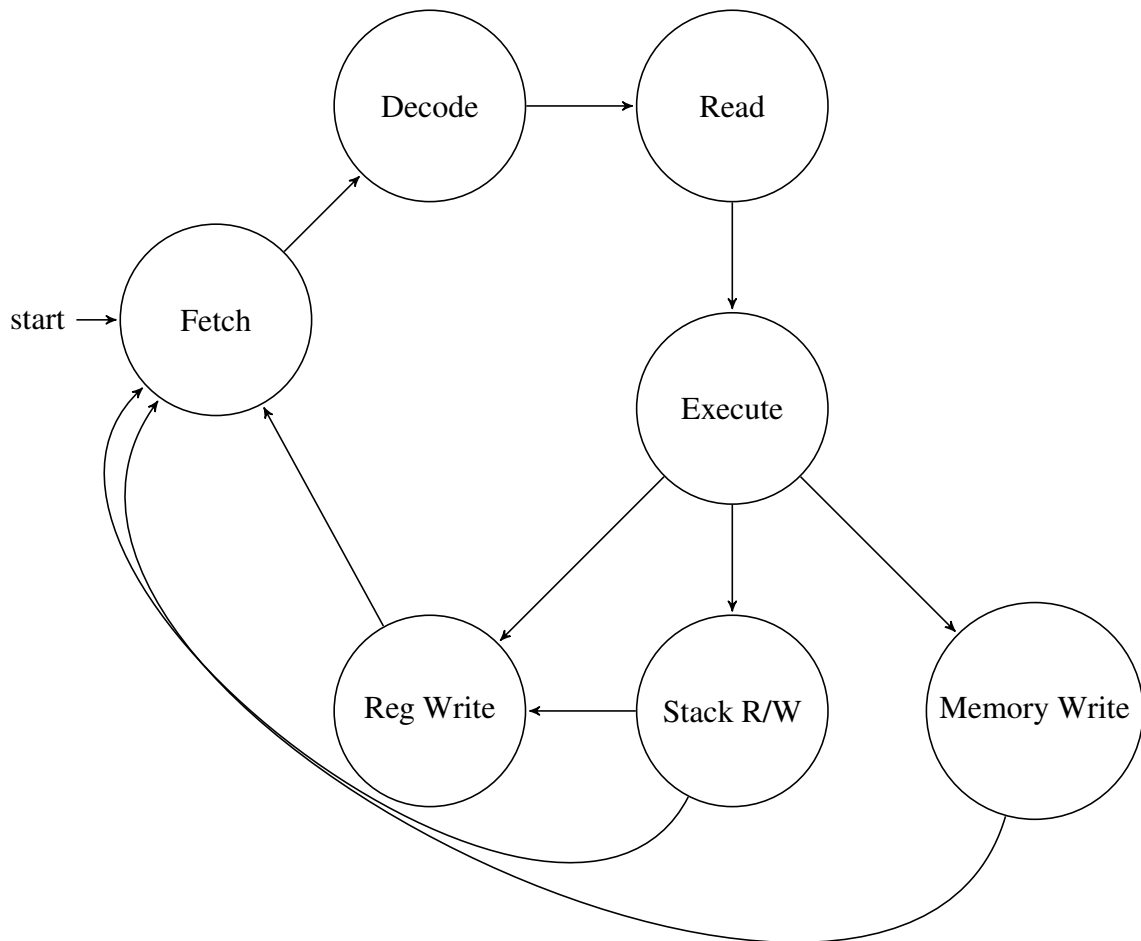 Decode
Read
start
Fetch
Execute
Reg Write
Stack R/W
Memory Write